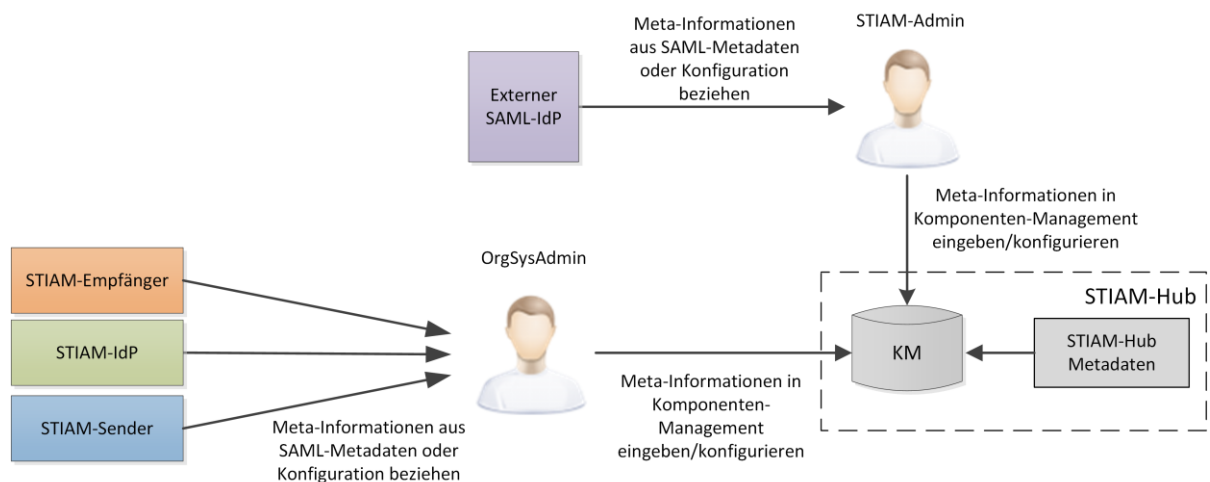 Meta-Informationen
aus SAML-Metadaten
oder Konfiguration
beziehen
STIAM-Admin
Externer
SAML-IdP
Meta-Informationen in
Komponenten-Management
eingeben/konfigurieren
OrgSysAdmin
STIAM-Empfänger
STIAM-IdP
STIAM-Sender
Meta-Informationen aus
SAML-Metadaten oder
Konfiguration beziehen
Meta-Informationen in
Komponenten-
Management
eingeben/konfigurieren
STIAM-Hub
KM
STIAM-Hub
Metadaten